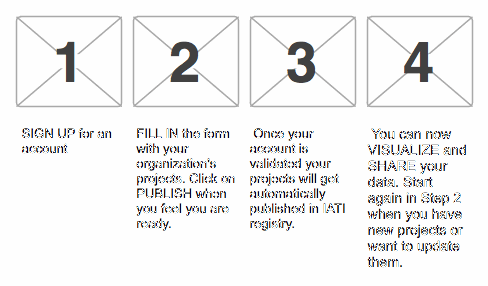 1
2
3
4
SIGN UP for an
account
FILL IN the form
with your
organization's
projects. Click on
PUBLISH when
you feel you are
ready.
Once your
account is
validated your
projects will get
automatically
published in IATI
registry.
You can now
VISUALIZE and
SHARE your
data. Start
again in Step 2
when you have
new projects or
want to update
them.